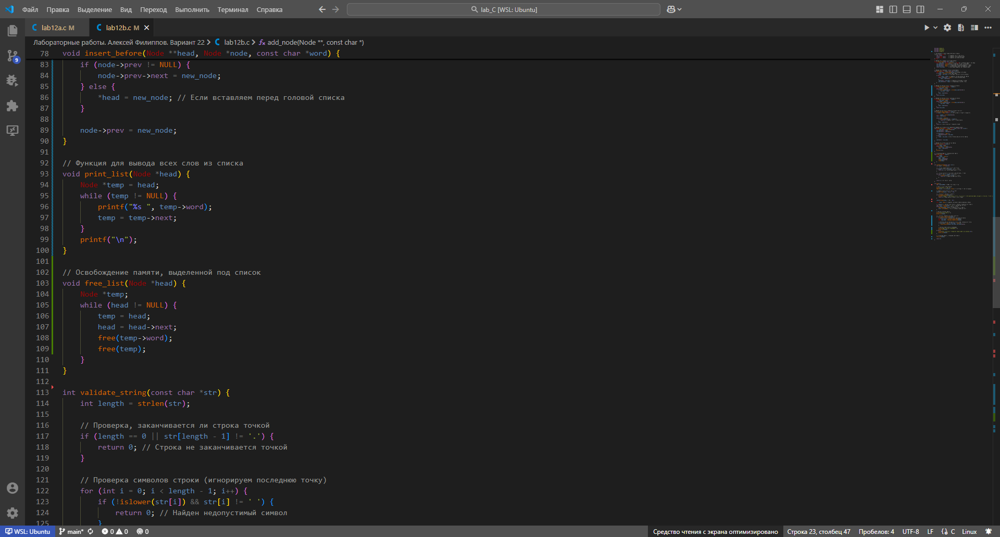 Файл Правка Выделение Вид Переход Выполнить Терминал Справка lab_C [WSL: Ubuntu]
lab12a.c M lab12b.c M
Лабораторные работы. Алексей Филиппов. Вариант 22 > lab12b.c > add_node(Node **, const char *)
78 void insert_before(Node **head, Node *node, const char *word) {
83 if (node->prev != NULL) {
84 node->prev->next = new_node;
85 } else {
86 *head = new_node; // Если вставляем перед головой списка
87 }
88
89 node->prev = new_node;
90 }
91
92 // Функция для вывода всех слов из списка
93 void print_list(Node *head) {
94 Node *temp = head;
95 while (temp != NULL) {
96 printf("%s ", temp->word);
97 temp = temp->next;
98 }
99 printf("\n");
100 }
101
102 // Освобождение памяти, выделенной под список
103 void free_list(Node *head) {
104 Node *temp;
105 while (head != NULL) {
106 temp = head;
107 head = head->next;
108 free(temp->word);
109 free(temp);
110 }
111 }
112
113 int validate_string(const char *str) {
114 int length = strlen(str);
115
116 // Проверка, заканчивается ли строка точкой
117 if (length == 0 || str[length - 1] != '.') {
118 return 0; // Строка не заканчивается точкой
119 }
120
121 // Проверка символов строки (игнорируем последнюю точку)
122 for (int i = 0; i < length - 1; i++) {
123 if (!islower(str[i]) && str[i] != ' ') {
124 return 0; // Найден недопустимый символ
125 }
9
WSL: Ubuntu main* 0 0 0 Средство чтения с экрана оптимизировано Строка 23, столбец 47 Пробелов: 4 UTF-8 LF {} C Linux